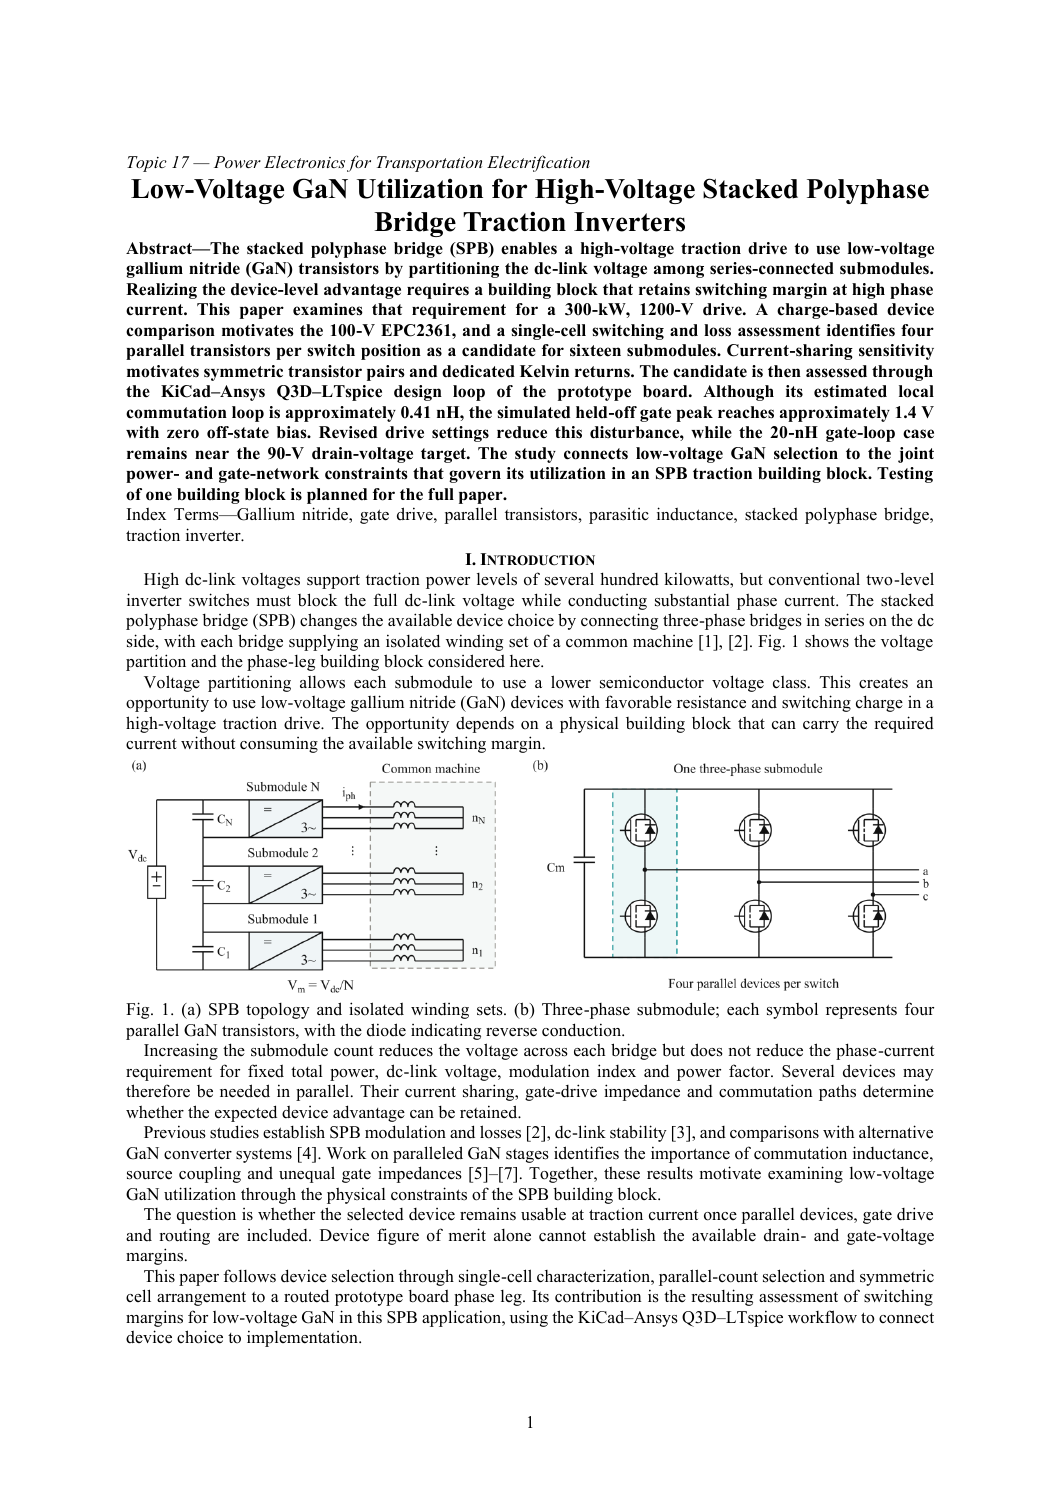 Topic 17 — Power Electronics for Transportation Electrification
Low-Voltage GaN Utilization for High-Voltage Stacked Polyphase
Bridge Traction Inverters
Abstract—The stacked polyphase bridge (SPB) enables a high-voltage traction drive to use low-voltage
gallium nitride (GaN) transistors by partitioning the dc-link voltage among series-connected submodules.
Realizing the device-level advantage requires a building block that retains switching margin at high phase
current. This paper examines that requirement for a 300-kW, 1200-V drive. A charge-based device
comparison motivates the 100-V EPC2361, and a single-cell switching and loss assessment identifies four
parallel transistors per switch position as a candidate for sixteen submodules. Current-sharing sensitivity
motivates symmetric transistor pairs and dedicated Kelvin returns. The candidate is then assessed through
the KiCad–Ansys Q3D–LTspice design loop of the prototype board. Although its estimated local
commutation loop is approximately 0.41 nH, the simulated held-off gate peak reaches approximately 1.4 V
with zero off-state bias. Revised drive settings reduce this disturbance, while the 20-nH gate-loop case
remains near the 90-V drain-voltage target. The study connects low-voltage GaN selection to the joint
power- and gate-network constraints that govern its utilization in an SPB traction building block. Testing
of one building block is planned for the full paper.
Index Terms—Gallium nitride, gate drive, parallel transistors, parasitic inductance, stacked polyphase bridge,
traction inverter.
I. INTRODUCTION
High dc-link voltages support traction power levels of several hundred kilowatts, but conventional two-level
inverter switches must block the full dc-link voltage while conducting substantial phase current. The stacked
polyphase bridge (SPB) changes the available device choice by connecting three-phase bridges in series on the dc
side, with each bridge supplying an isolated winding set of a common machine [1], [2]. Fig. 1 shows the voltage
partition and the phase-leg building block considered here.
Voltage partitioning allows each submodule to use a lower semiconductor voltage class. This creates an
opportunity to use low-voltage gallium nitride (GaN) devices with favorable resistance and switching charge in a
high-voltage traction drive. The opportunity depends on a physical building block that can carry the required
current without consuming the available switching margin.
(a)
Common machine
Submodule N
iph
CN
=
3~
nN
Vdc
Submodule 2
⋮
⋮
+
−
C2
=
3~
n2
Submodule 1
C1
=
3~
n1
Vm = Vdc/N
(b)
One three-phase submodule
Cm
a
b
c
Four parallel devices per switch
Fig. 1. (a) SPB topology and isolated winding sets. (b) Three-phase submodule; each symbol represents four
parallel GaN transistors, with the diode indicating reverse conduction.
Increasing the submodule count reduces the voltage across each bridge but does not reduce the phase-current
requirement for fixed total power, dc-link voltage, modulation index and power factor. Several devices may
therefore be needed in parallel. Their current sharing, gate-drive impedance and commutation paths determine
whether the expected device advantage can be retained.
Previous studies establish SPB modulation and losses [2], dc-link stability [3], and comparisons with alternative
GaN converter systems [4]. Work on paralleled GaN stages identifies the importance of commutation inductance,
source coupling and unequal gate impedances [5]–[7]. Together, these results motivate examining low-voltage
GaN utilization through the physical constraints of the SPB building block.
The question is whether the selected device remains usable at traction current once parallel devices, gate drive
and routing are included. Device figure of merit alone cannot establish the available drain- and gate-voltage
margins.
This paper follows device selection through single-cell characterization, parallel-count selection and symmetric
cell arrangement to a routed prototype board phase leg. Its contribution is the resulting assessment of switching
margins for low-voltage GaN in this SPB application, using the KiCad–Ansys Q3D–LTspice workflow to connect
device choice to implementation.
1